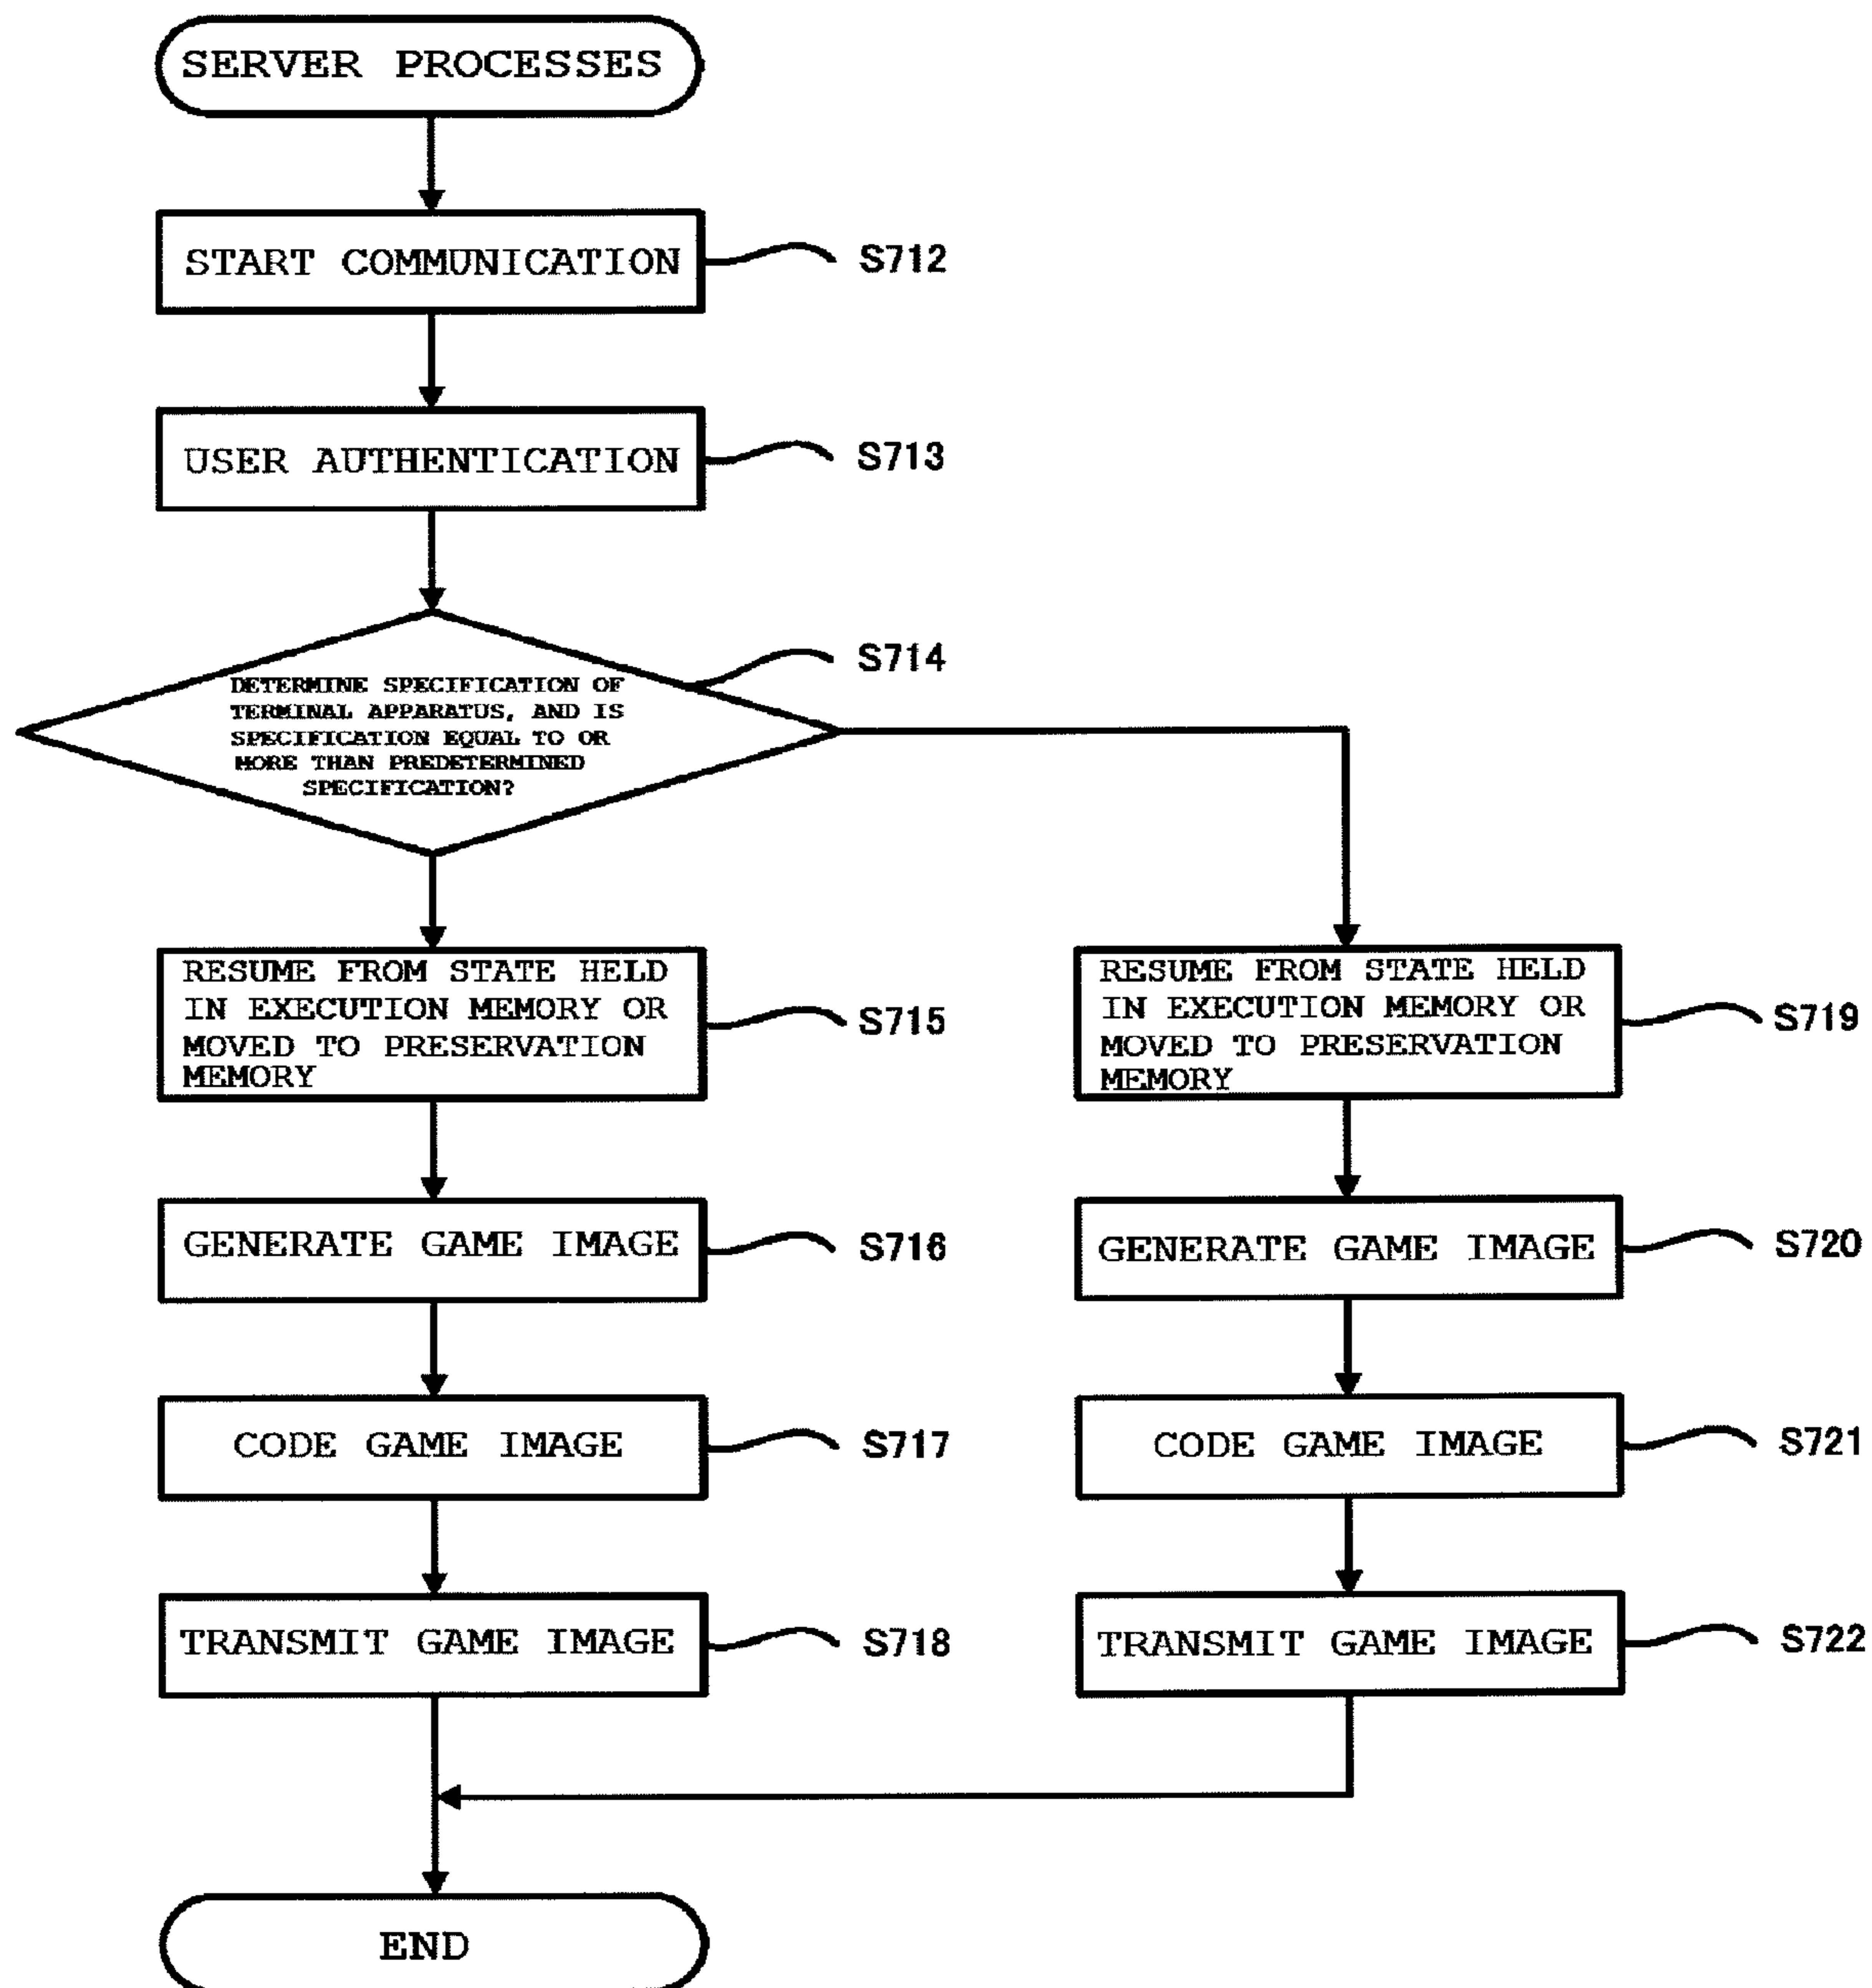 SERVER PROCESSES
START COMMUNICATION
S712
USER AUTHENTICATION
S713
DETERMINE SPECIFICATION OF
TERMINAL APPARATUS, AND IS
SPECIFICATION EQUAL TO OR
MORE THAN PREDETERMINED
SPECIFICATION?
S714
RESUME FROM STATE HELD
IN EXECUTION MEMORY OR
MOVED TO PRESERVATION
MEMORY
S715
GENERATE GAME IMAGE
S716
CODE GAME IMAGE
S717
TRANSMIT GAME IMAGE
S718
RESUME FROM STATE HELD
IN EXECUTION MEMORY OR
MOVED TO PRESERVATION
MEMORY
S719
GENERATE GAME IMAGE
S720
CODE GAME IMAGE
S721
TRANSMIT GAME IMAGE
S722
END